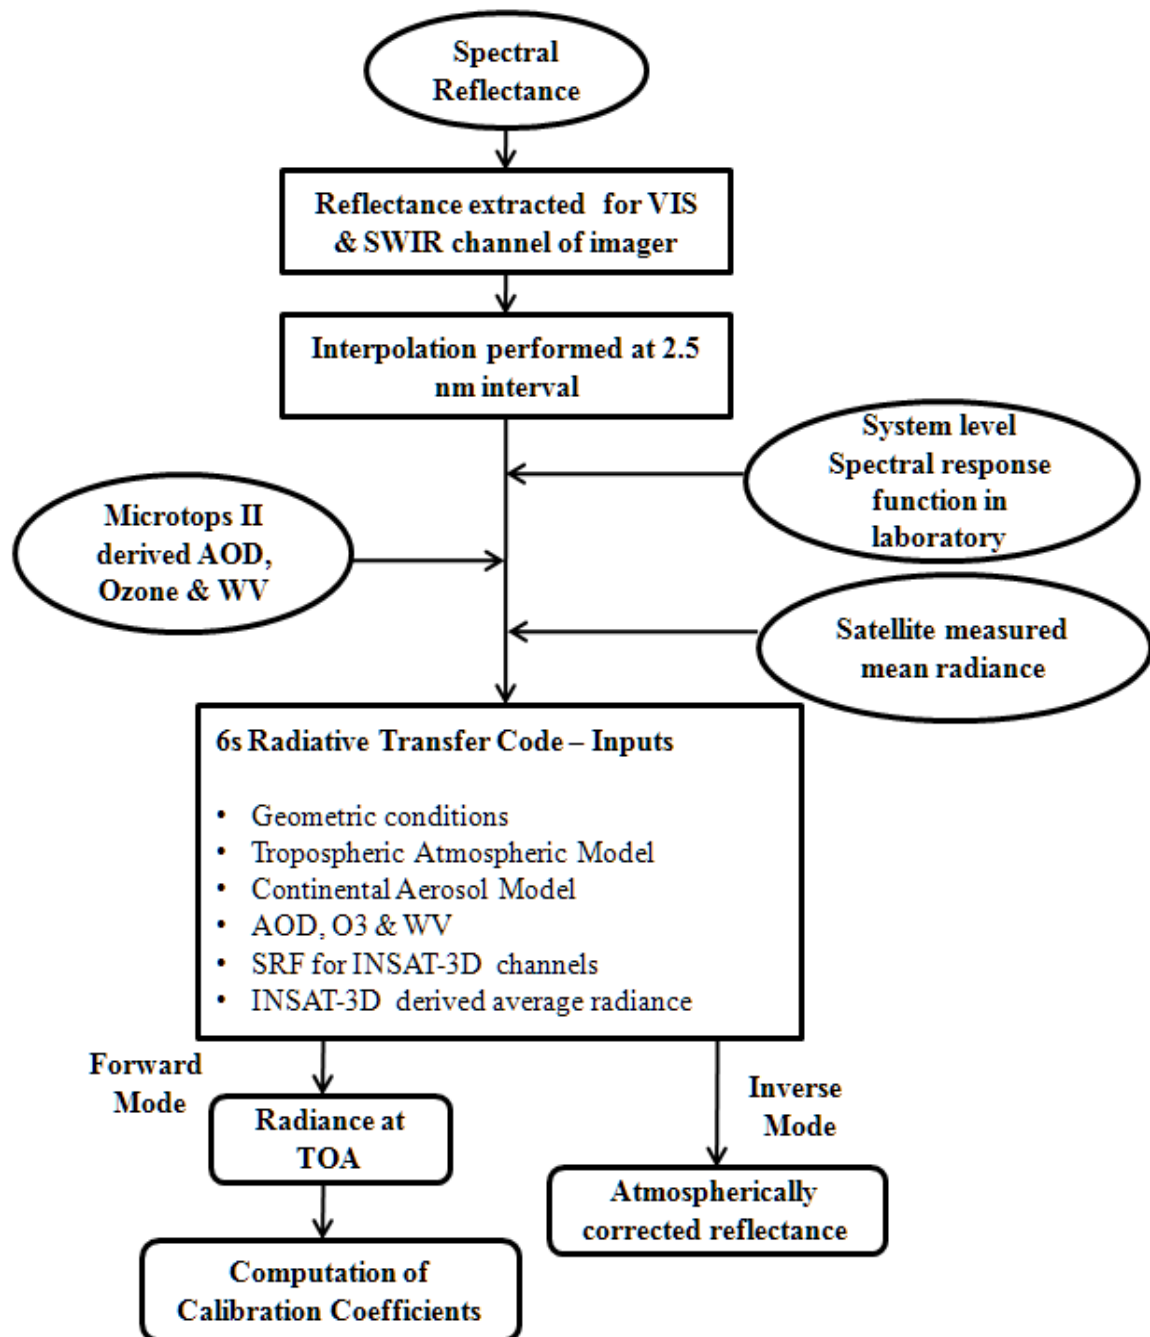 Spectral
Reflectance
Reflectance extracted for VIS
& SWIR channel of imager
Interpolation performed at 2.5
nm interval
System level
Spectral response
function in
laboratory
Microtops II
derived AOD,
Ozone & WV
Satellite measured
mean radiance
6s Radiative Transfer Code – Inputs
• Geometric conditions
• Tropospheric Atmospheric Model
• Continental Aerosol Model
• AOD, O3 & WV
• SRF for INSAT-3D channels
• INSAT-3D derived average radiance
Forward
Mode
Inverse
Mode
Radiance at
TOA
Atmospherically
corrected reflectance
Computation of
Calibration Coefficients